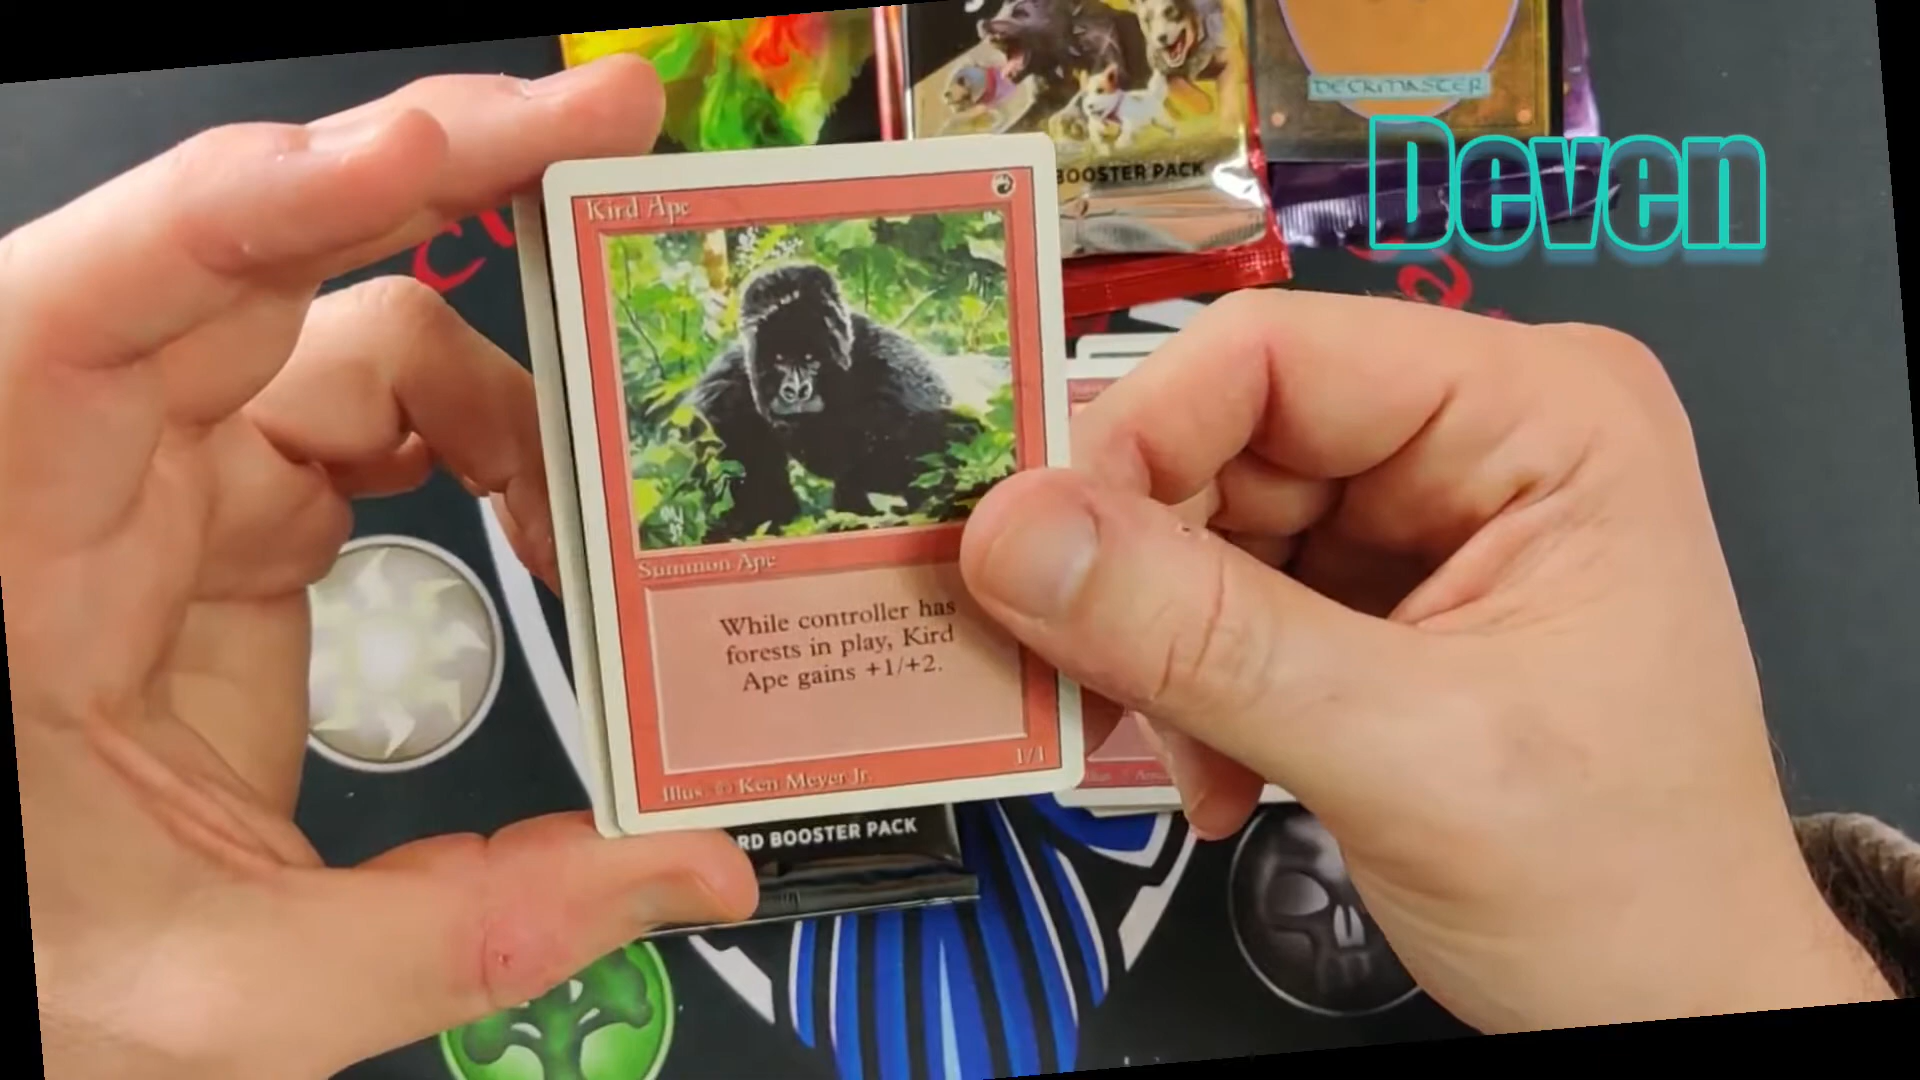 DECKMASTER
Deven
BOOSTER PACK
Kird Ape
Summon Ape
While controller has
forests in play, Kird
Ape gains +1/+2.
1/1
Illus. © Ken Meyer Jr.
RD BOOSTER PACK